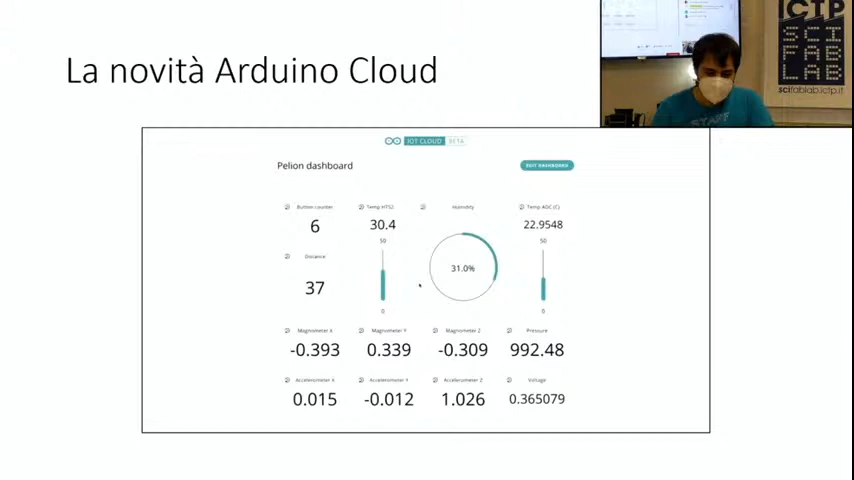 La novità Arduino Cloud
ICTP
SCI
FAB
LAB
scifablab.ictp.it
IOT CLOUD BETA
Pelion dashboard
EDIT DASHBOARD
Button counter
6
Temp HTS2
30.4
50
0
Humidity
31.0%
Temp ADC (C)
22.9548
50
0
Distance
37
Magnometer X
-0.393
Magnometer Y
0.339
Magnometer Z
-0.309
Pressure
992.48
Accelerometer X
0.015
Accelerometer Y
-0.012
Accelerometer Z
1.026
Voltage
0.365079